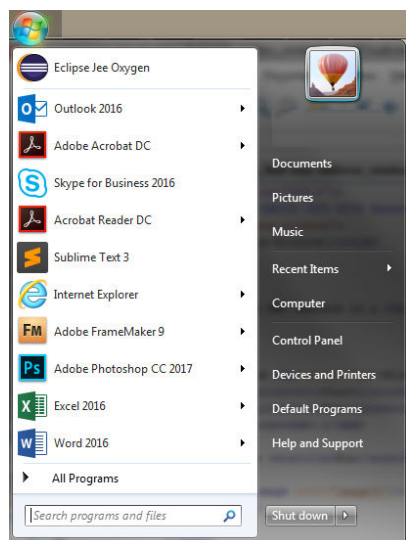 Eclipse Jee Oxygen
Outlook 2016
Adobe Acrobat DC
Skype for Business 2016
Acrobat Reader DC
Sublime Text 3
Internet Explorer
FM Adobe FrameMaker 9
Ps Adobe Photoshop CC 2017
Excel 2016
Word 2016
All Programs
Search programs and files
Documents
Pictures
Music
Recent Items
Computer
Control Panel
Devices and Printers
Default Programs
Help and Support
Shut down